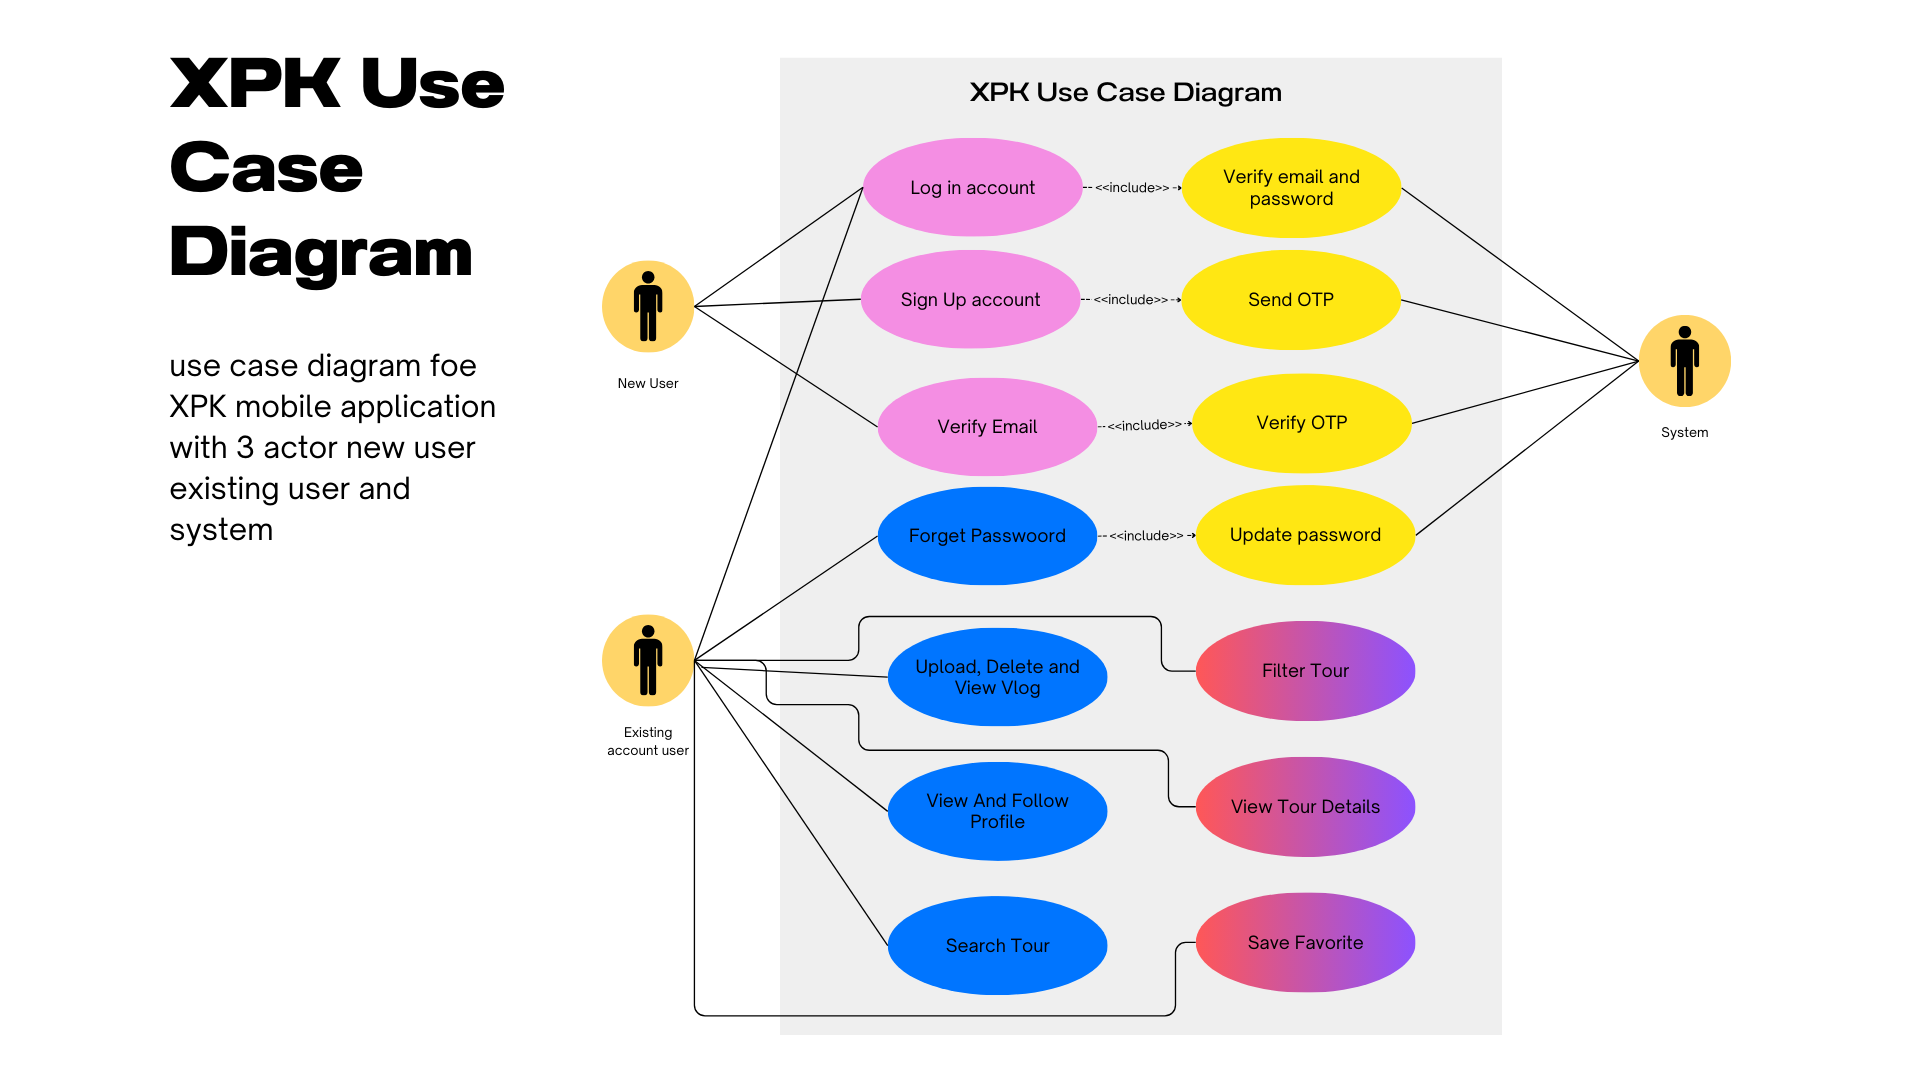 XPK Use
Case
Diagram
use case diagram foe
XPK mobile application
with 3 actor new user
existing user and
system
XPK Use Case Diagram
Log in account
<<include>>
Verify email and
password
Sign Up account
<<include>>
Send OTP
New User
Verify Email
<<include>>
Verify OTP
System
Forget Passwoord
<<include>>
Update password
Upload, Delete and
View Vlog
Filter Tour
Existing
account user
View And Follow
Profile
View Tour Details
Search Tour
Save Favorite